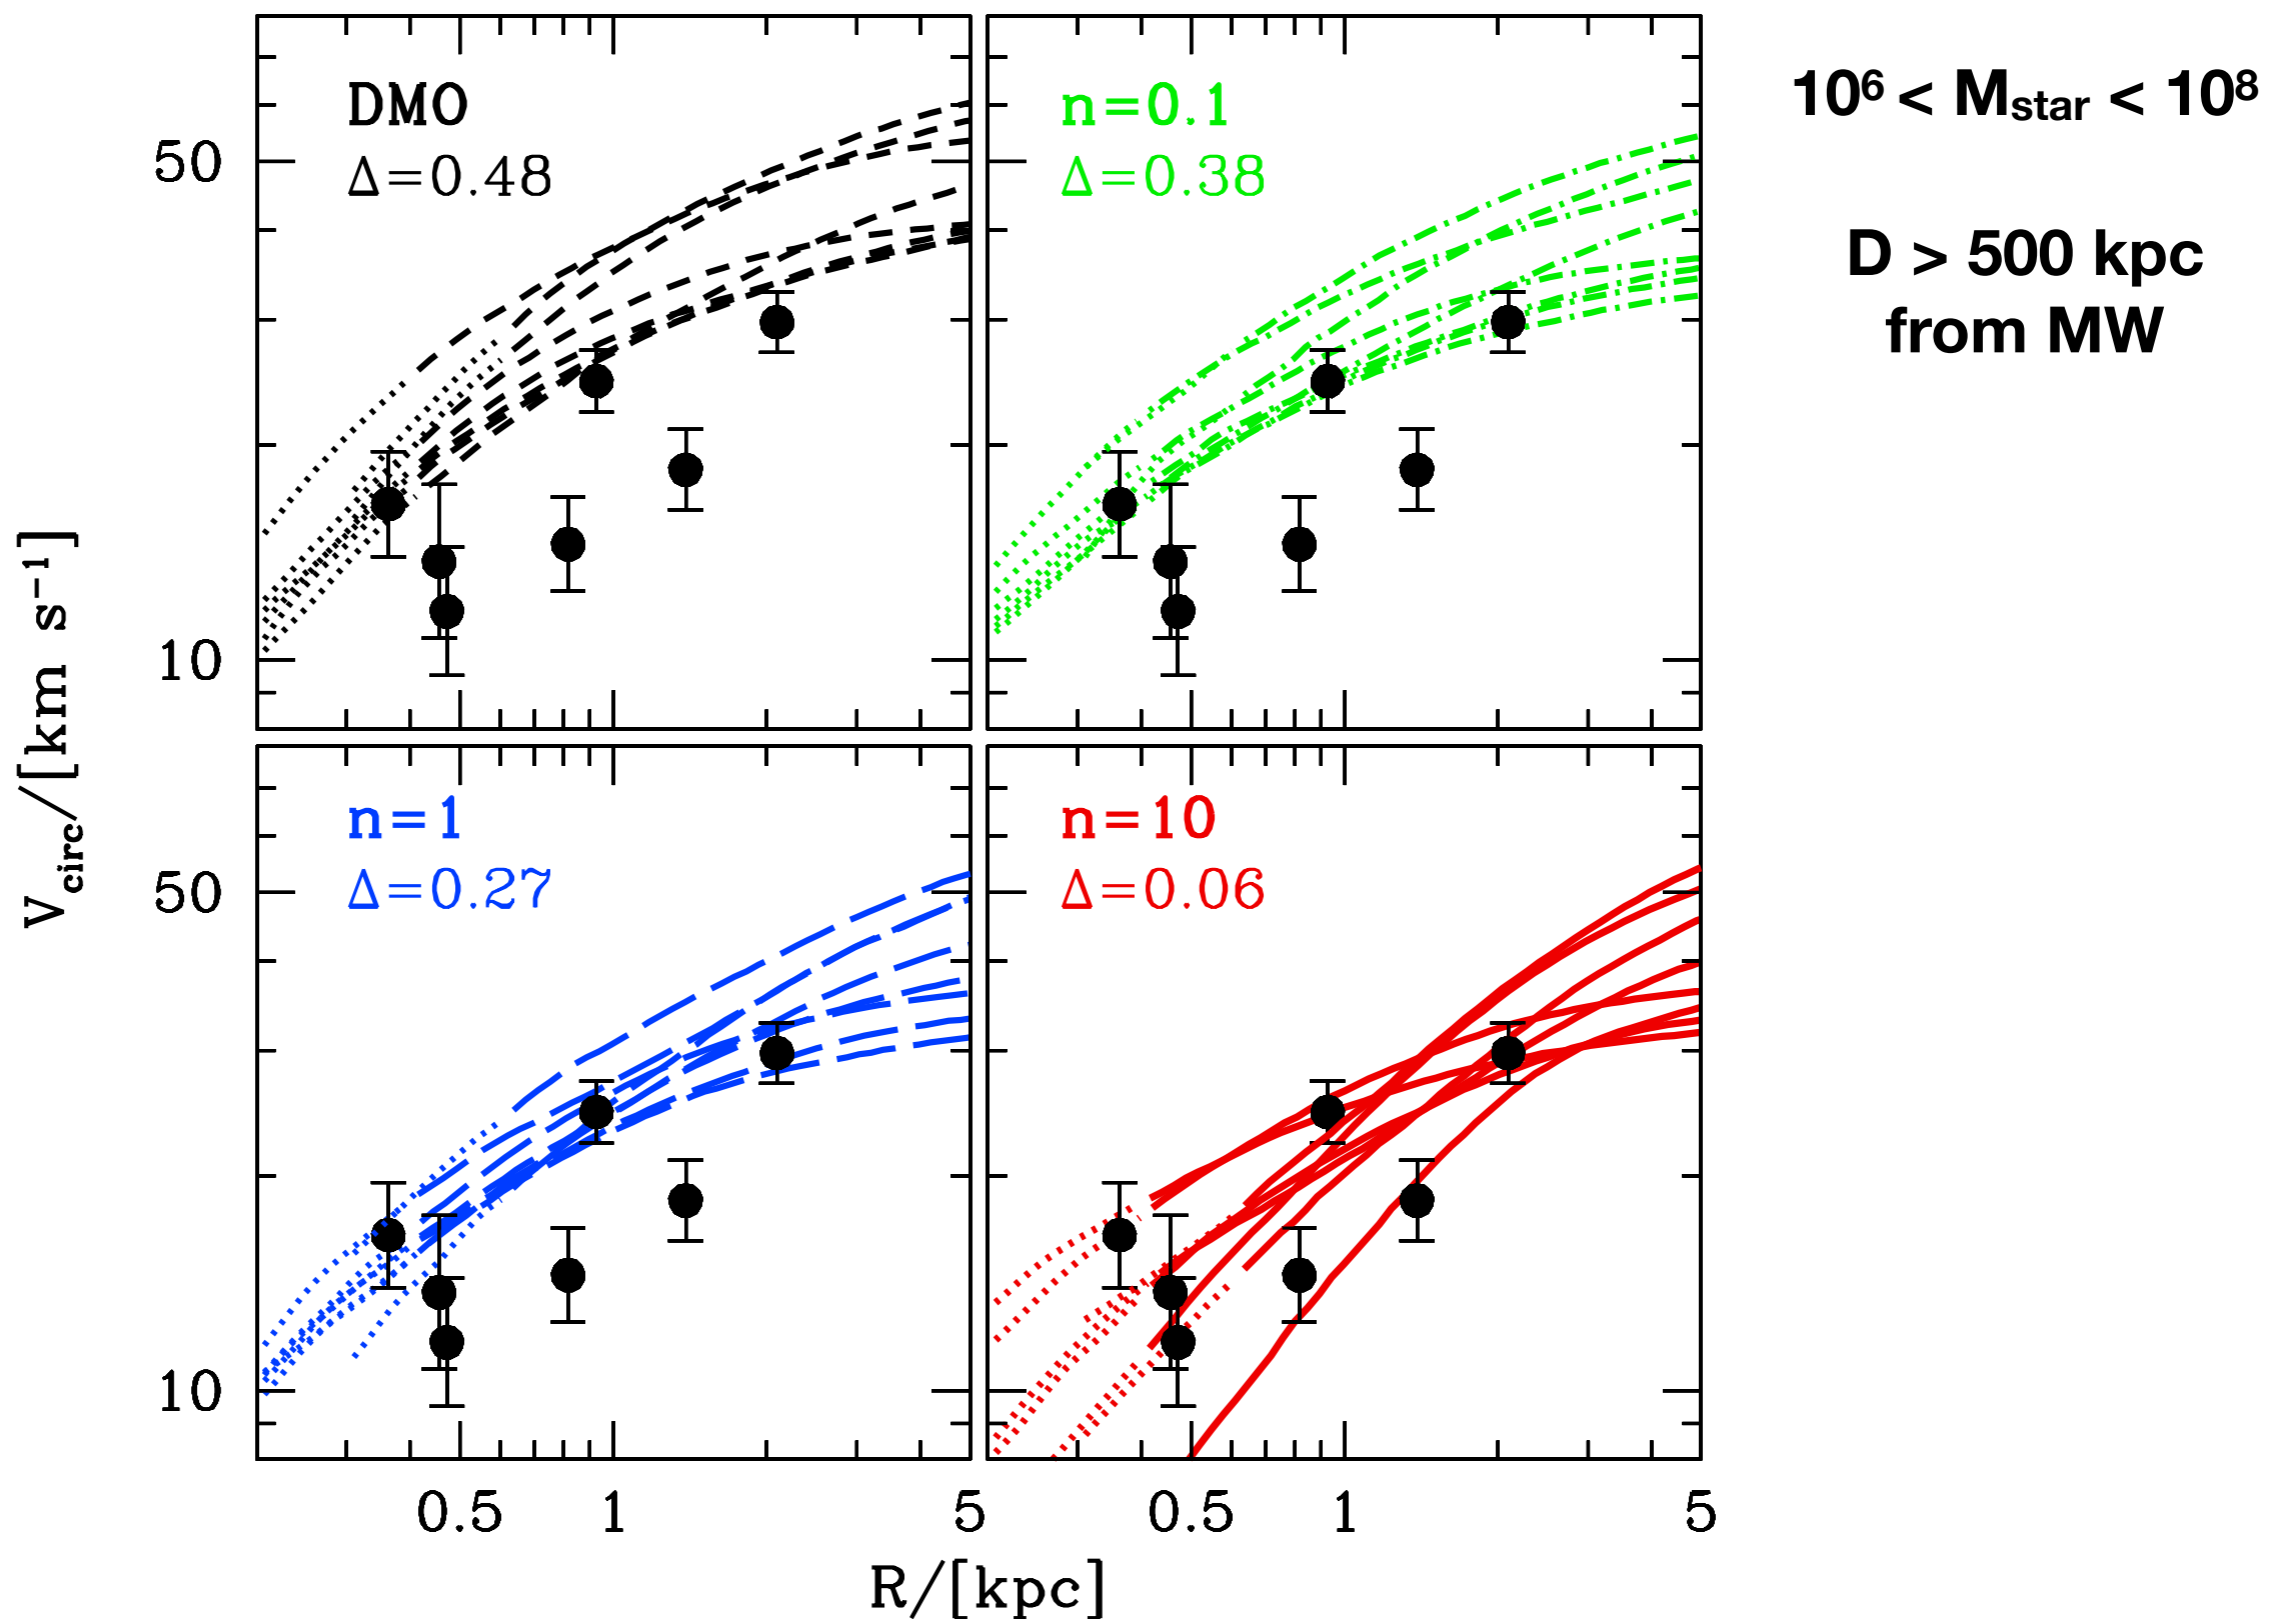 DMO
Δ=0.48
n=0.1
Δ=0.38
10⁶ < Mstar < 10⁸
D > 500 kpc
from MW
50
10
n=1
Δ=0.27
n=10
Δ=0.06
50
10
Vcirc/[km s⁻¹]
0.5 1 5 0.5 1 5
R/[kpc]